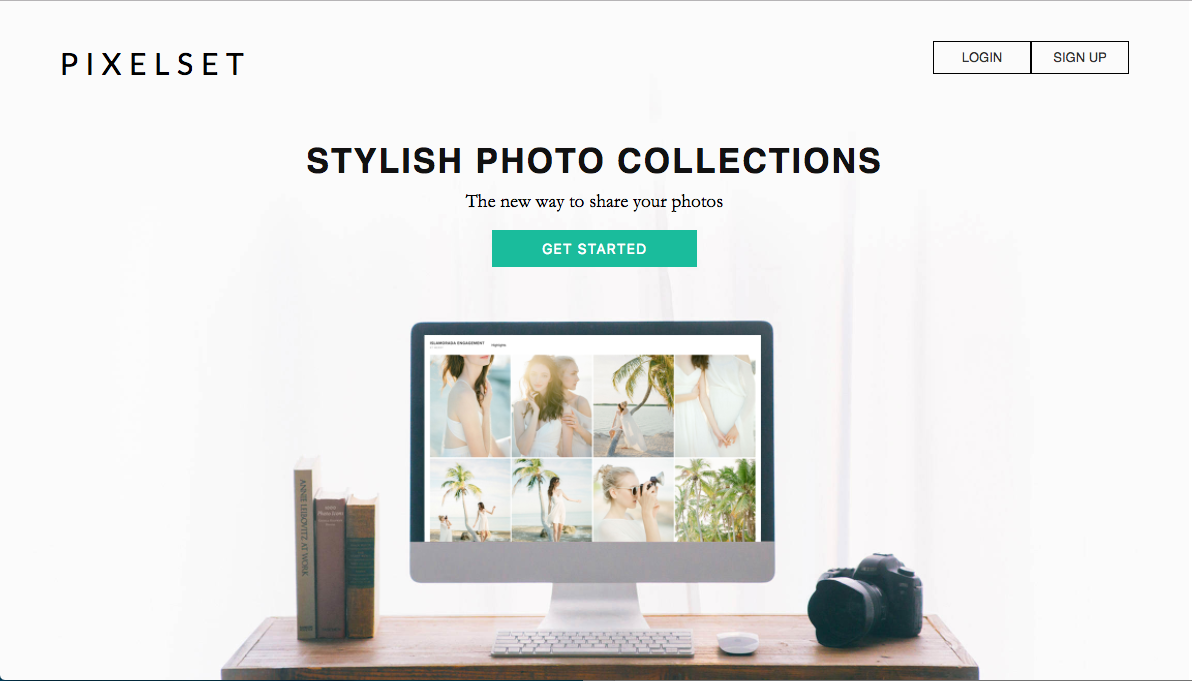 PIXELSET
LOGIN
SIGN UP
STYLISH PHOTO COLLECTIONS
The new way to share your photos
GET STARTED
ISLAMORADA ENGAGEMENT
Highlights
ANNIE LEIBOVITZ AT WORK